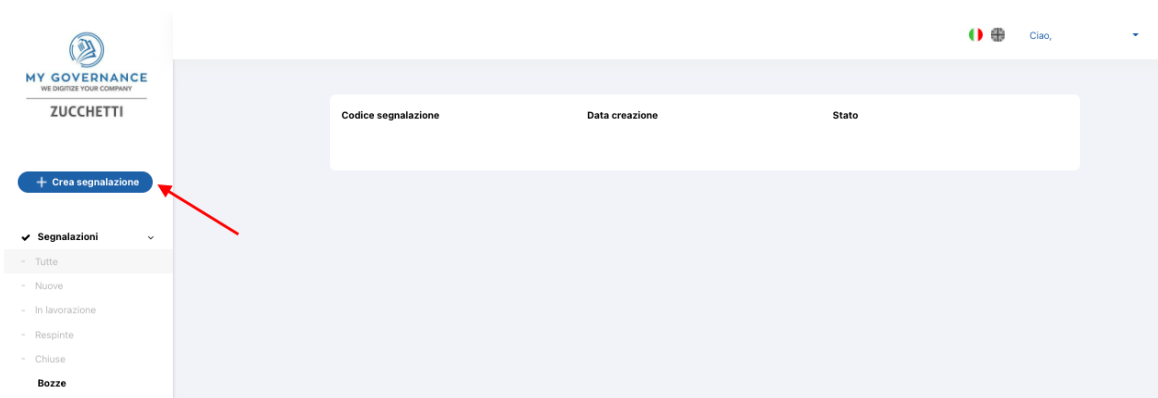 Ciao,
MY GOVERNANCE
WE DIGITIZE YOUR COMPANY
ZUCCHETTI
Codice segnalazione Data creazione Stato
+ Crea segnalazione
Segnalazioni
- Tutte
- Nuove
- In lavorazione
- Respinte
- Chiuse
Bozze